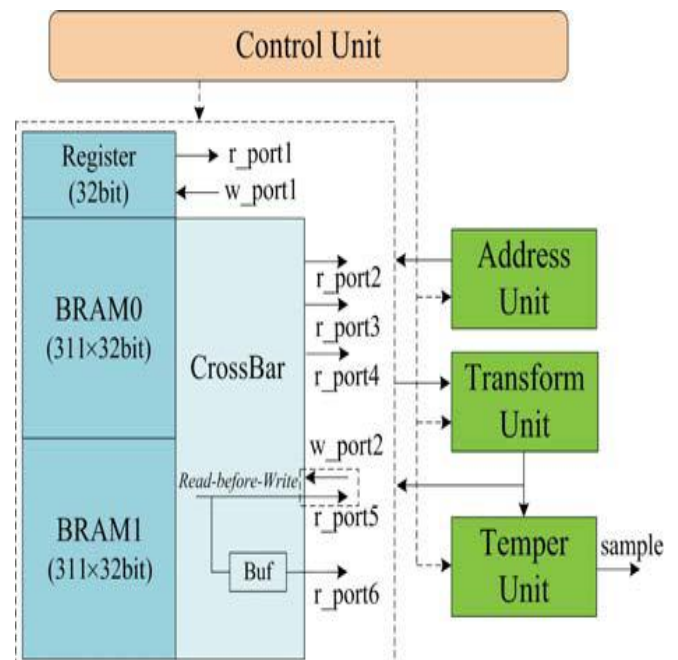 Control Unit
Register
(32bit)
r_port1
w_port1
BRAM0
(311×32bit)
CrossBar
r_port2
r_port3
r_port4
w_port2
Read-before-Write
r_port5
BRAM1
(311×32bit)
Buf
r_port6
Address
Unit
Transform
Unit
Temper
Unit
sample